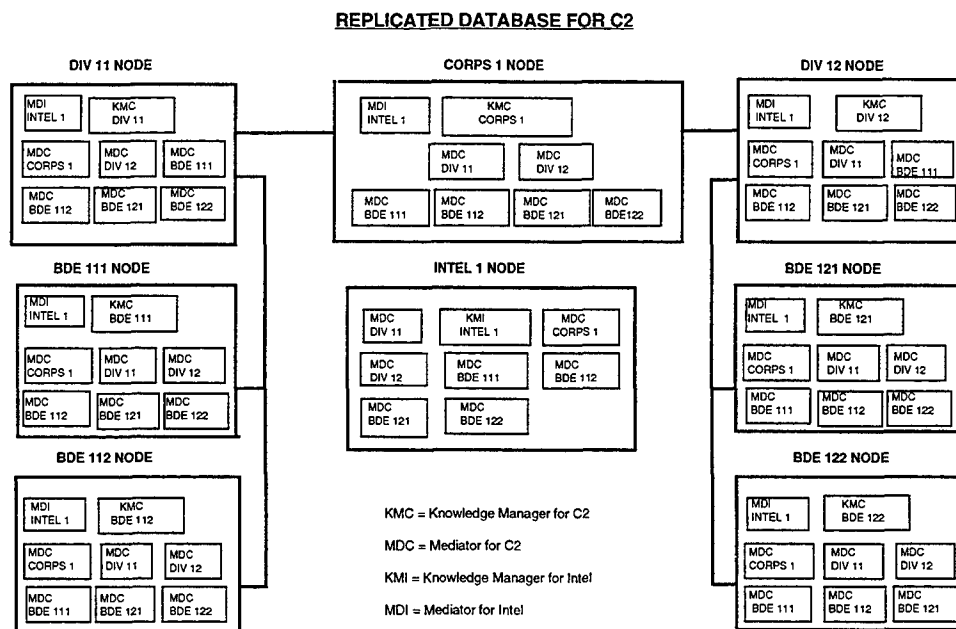 REPLICATED DATABASE FOR C2
DIV 11 NODE
MDI
INTEL 1
KMC
DIV 11
MDC
CORPS 1
MDC
DIV 12
MDC
BDE 111
MDC
BDE 112
MDC
BDE 121
MDC
BDE 122
CORPS 1 NODE
MDI
INTEL 1
KMC
CORPS 1
MDC
DIV 11
MDC
DIV 12
MDC
BDE 111
MDC
BDE 112
MDC
BDE 121
MDC
BDE122
DIV 12 NODE
MDI
INTEL 1
KMC
DIV 12
MDC
CORPS 1
MDC
DIV 11
MDC
BDE 111
MDC
BDE 112
MDC
BDE 121
MDC
BDE 122
BDE 111 NODE
MDI
INTEL 1
KMC
BDE 111
MDC
CORPS 1
MDC
DIV 11
MDC
DIV 12
MDC
BDE 112
MDC
BDE 121
MDC
BDE 122
INTEL 1 NODE
MDC
DIV 11
KMI
INTEL 1
MDC
CORPS 1
MDC
DIV 12
MDC
BDE 111
MDC
BDE 112
MDC
BDE 121
MDC
BDE 122
BDE 121 NODE
MDI
INTEL 1
KMC
BDE 121
MDC
CORPS 1
MDC
DIV 11
MDC
DIV 12
MDC
BDE 111
MDC
BDE 112
MDC
BDE 122
BDE 112 NODE
MDI
INTEL 1
KMC
BDE 112
MDC
CORPS 1
MDC
DIV 11
MDC
DIV 12
MDC
BDE 111
MDC
BDE 121
MDC
BDE 122
KMC = Knowledge Manager for C2
MDC = Mediator for C2
KMI = Knowledge Manager for Intel
MDI = Mediator for Intel
BDE 122 NODE
MDI
INTEL 1
KMC
BDE 122
MDC
CORPS 1
MDC
DIV 11
MDC
DIV 12
MDC
BDE 111
MDC
BDE 112
MDC
BDE 121